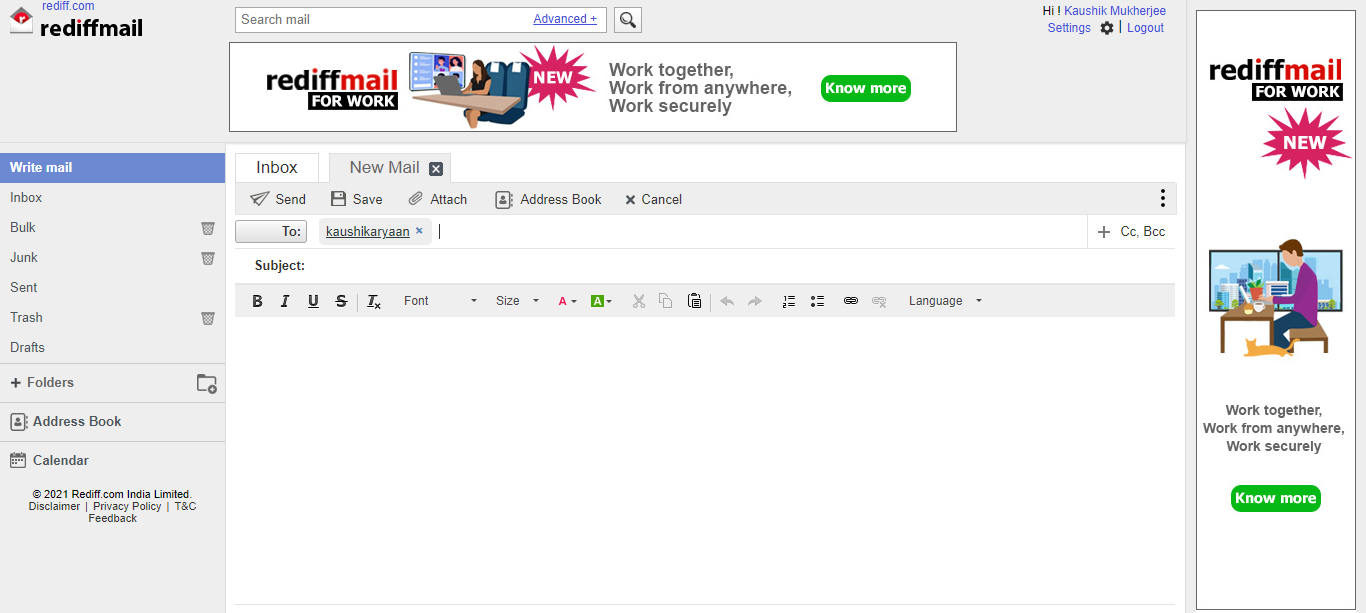 rediff.com
rediffmail
Search mail Advanced +
Hi ! Kaushik Mukherjee
Settings | Logout
rediffmail
FOR WORK
NEW
Work together,
Work from anywhere,
Work securely
Know more
Write mail
Inbox
Bulk
Junk
Sent
Trash
Drafts
+ Folders
Address Book
Calendar
© 2021 Rediff.com India Limited.
Disclaimer | Privacy Policy | T&C
Feedback
Inbox New Mail
Send Save Attach Address Book Cancel
To: kaushikaryaan × + Cc, Bcc
Subject:
B I U S Tx Font Size A A Language
rediffmail
FOR WORK
NEW
Work together,
Work from anywhere,
Work securely
Know more